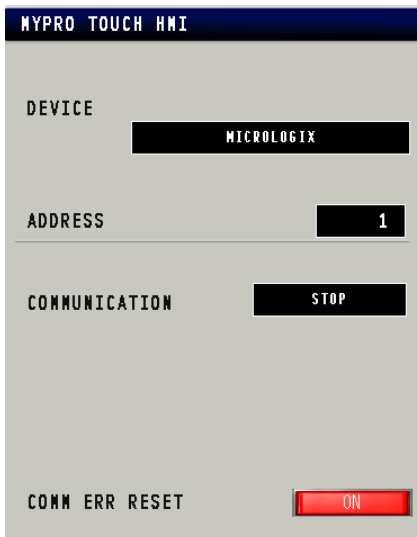 MYPRO TOUCH HMI
DEVICE
MICROLOGIX
ADDRESS 1
COMMUNICATION STOP
COMM ERR RESET ON